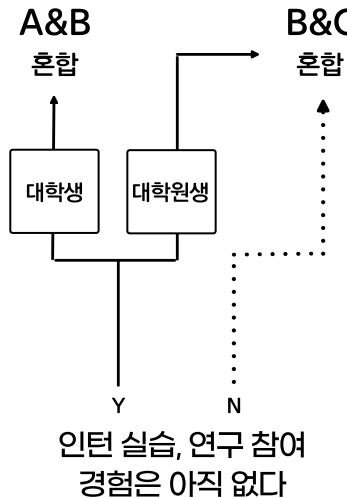 A&B
혼합
B&C
혼합
대학생
대학원생
Y
N
인턴 실습, 연구 참여
경험은 아직 없다